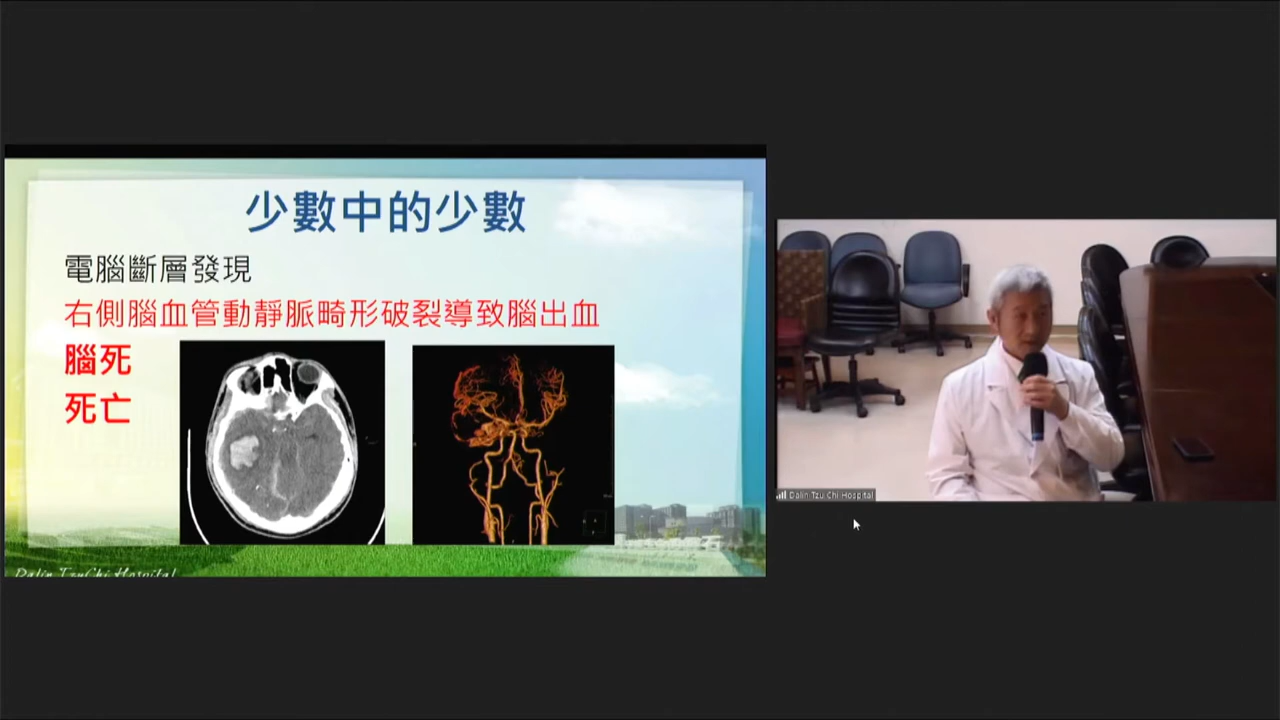 少數中的少數
電腦斷層發現
右側腦血管動靜脈畸形破裂導致腦出血
腦死
死亡
Dalin TzuChi Hospital
Dalin Tzu Chi Hospital